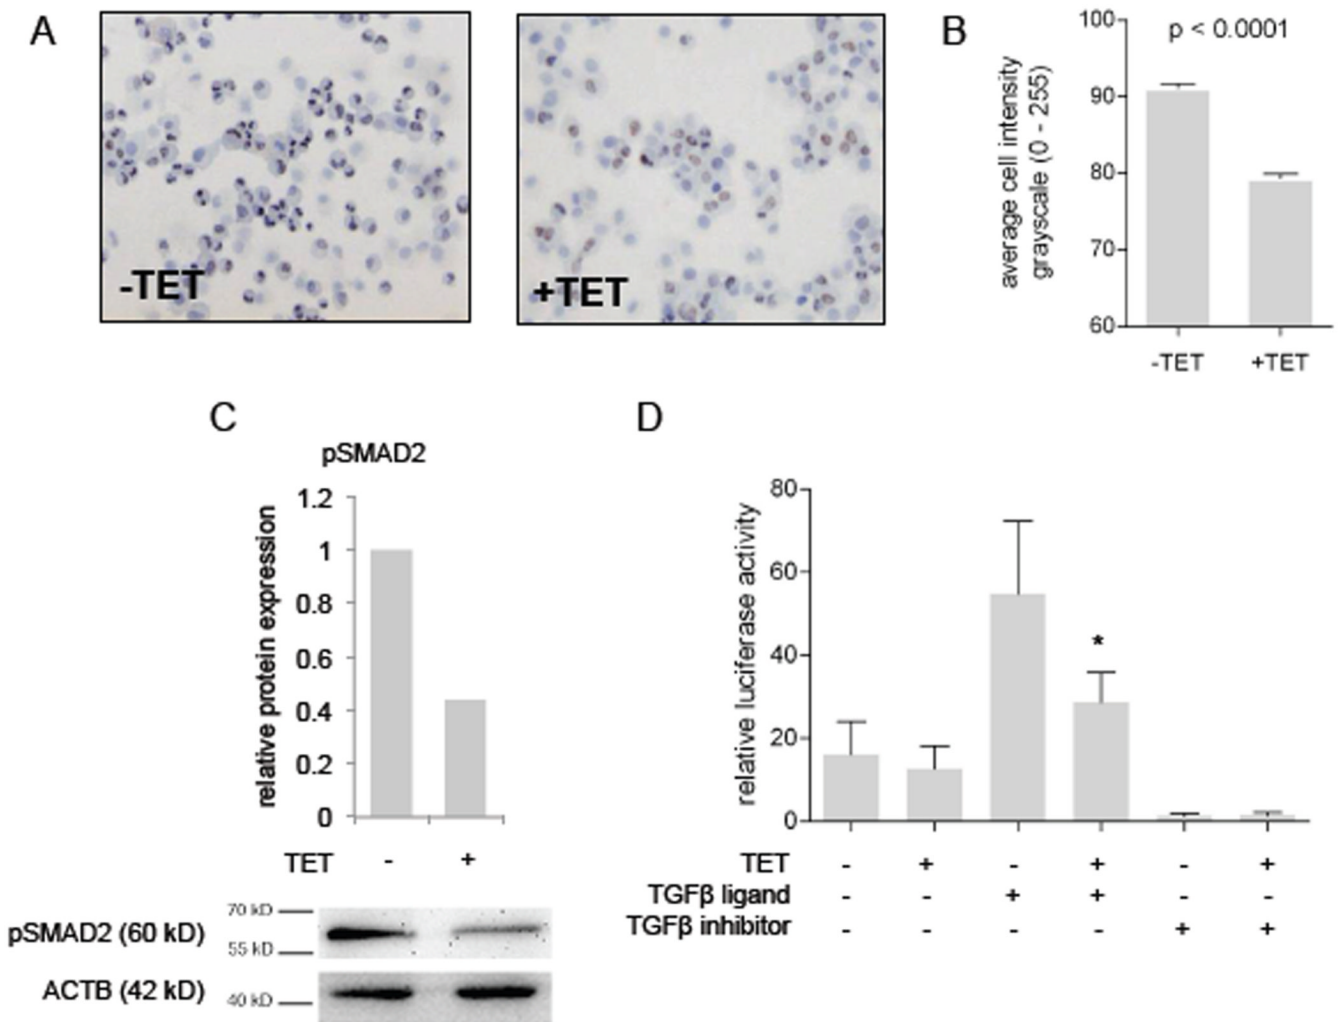 A
-TET
+TET
B
p < 0.0001
average cell intensity
grayscale (0 - 255)
100
90
80
70
60
-TET
+TET
C
pSMAD2
relative protein expression
1.2
1
0.8
0.6
0.4
0.2
0
TET - +
70 kD
pSMAD2 (60 kD)
55 kD
ACTB (42 kD)
40 kD
D
relative luciferase activity
80
60
40
20
0
*
TET - + - + - +
TGFβ ligand - - + + - -
TGFβ inhibitor - - - - + +